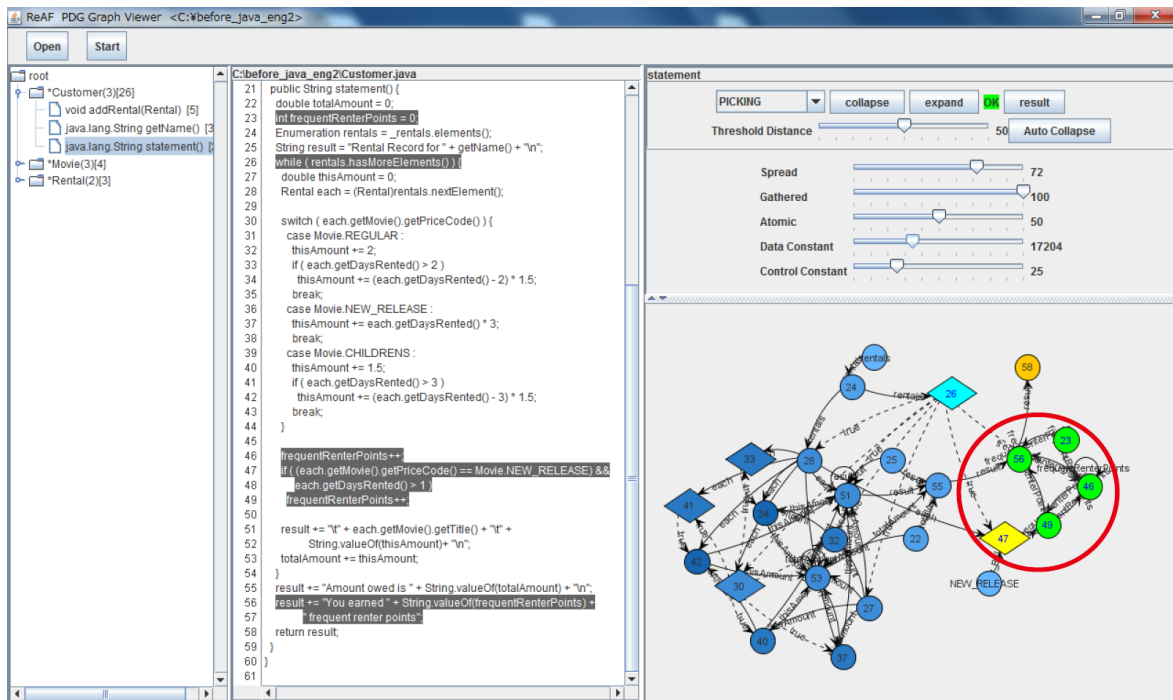 ReAF PDG Graph Viewer <C:¥before_java_eng2>
Open Start
root
*Customer(3)[26]
void addRental(Rental) [5]
java.lang.String getName() [3
java.lang.String statement() [
*Movie(3)[4]
*Rental(2)[3]
C:\before_java_eng2\Customer.java
21 public String statement() {
22 double totalAmount = 0;
23 int frequentRenterPoints = 0;
24 Enumeration rentals = _rentals.elements();
25 String result = "Rental Record for " + getName() + "\n";
26 while ( rentals.hasMoreElements() ) {
27 double thisAmount = 0;
28 Rental each = (Rental)rentals.nextElement();
29
30 switch ( each.getMovie().getPriceCode() ) {
31 case Movie.REGULAR :
32 thisAmount += 2;
33 if ( each.getDaysRented() > 2 )
34 thisAmount += (each.getDaysRented() - 2) * 1.5;
35 break;
36 case Movie.NEW_RELEASE :
37 thisAmount += each.getDaysRented() * 3;
38 break;
39 case Movie.CHILDRENS :
40 thisAmount += 1.5;
41 if ( each.getDaysRented() > 3 )
42 thisAmount += (each.getDaysRented() - 3) * 1.5;
43 break;
44 }
45
46 frequentRenterPoints++;
47 if ( (each.getMovie().getPriceCode() == Movie.NEW_RELEASE) &&
48 each.getDaysRented() > 1 )
49 frequentRenterPoints++;
50
51 result += "\t" + each.getMovie().getTitle() + "\t" +
52 String.valueOf(thisAmount)+ "\n";
53 totalAmount += thisAmount;
54 }
55 result += "Amount owed is " + String.valueOf(totalAmount) + "\n";
56 result += "You earned " + String.valueOf(frequentRenterPoints) +
57 " frequent renter points";
58 return result;
59 }
60 }
61
statement
PICKING collapse expand OK result
Threshold Distance 50 Auto Collapse
Spread 72
Gathered 100
Atomic 50
Data Constant 17204
Control Constant 25
58
24
rentals
26
result
rentals
true
23
33
28
25
56
frequentRenterPoints
46
each
result
55
41
51
result
34
thisAmount
49
each
32
22
47
42
53
NEW_RELEASE
30
thisAmount
27
true
40
37